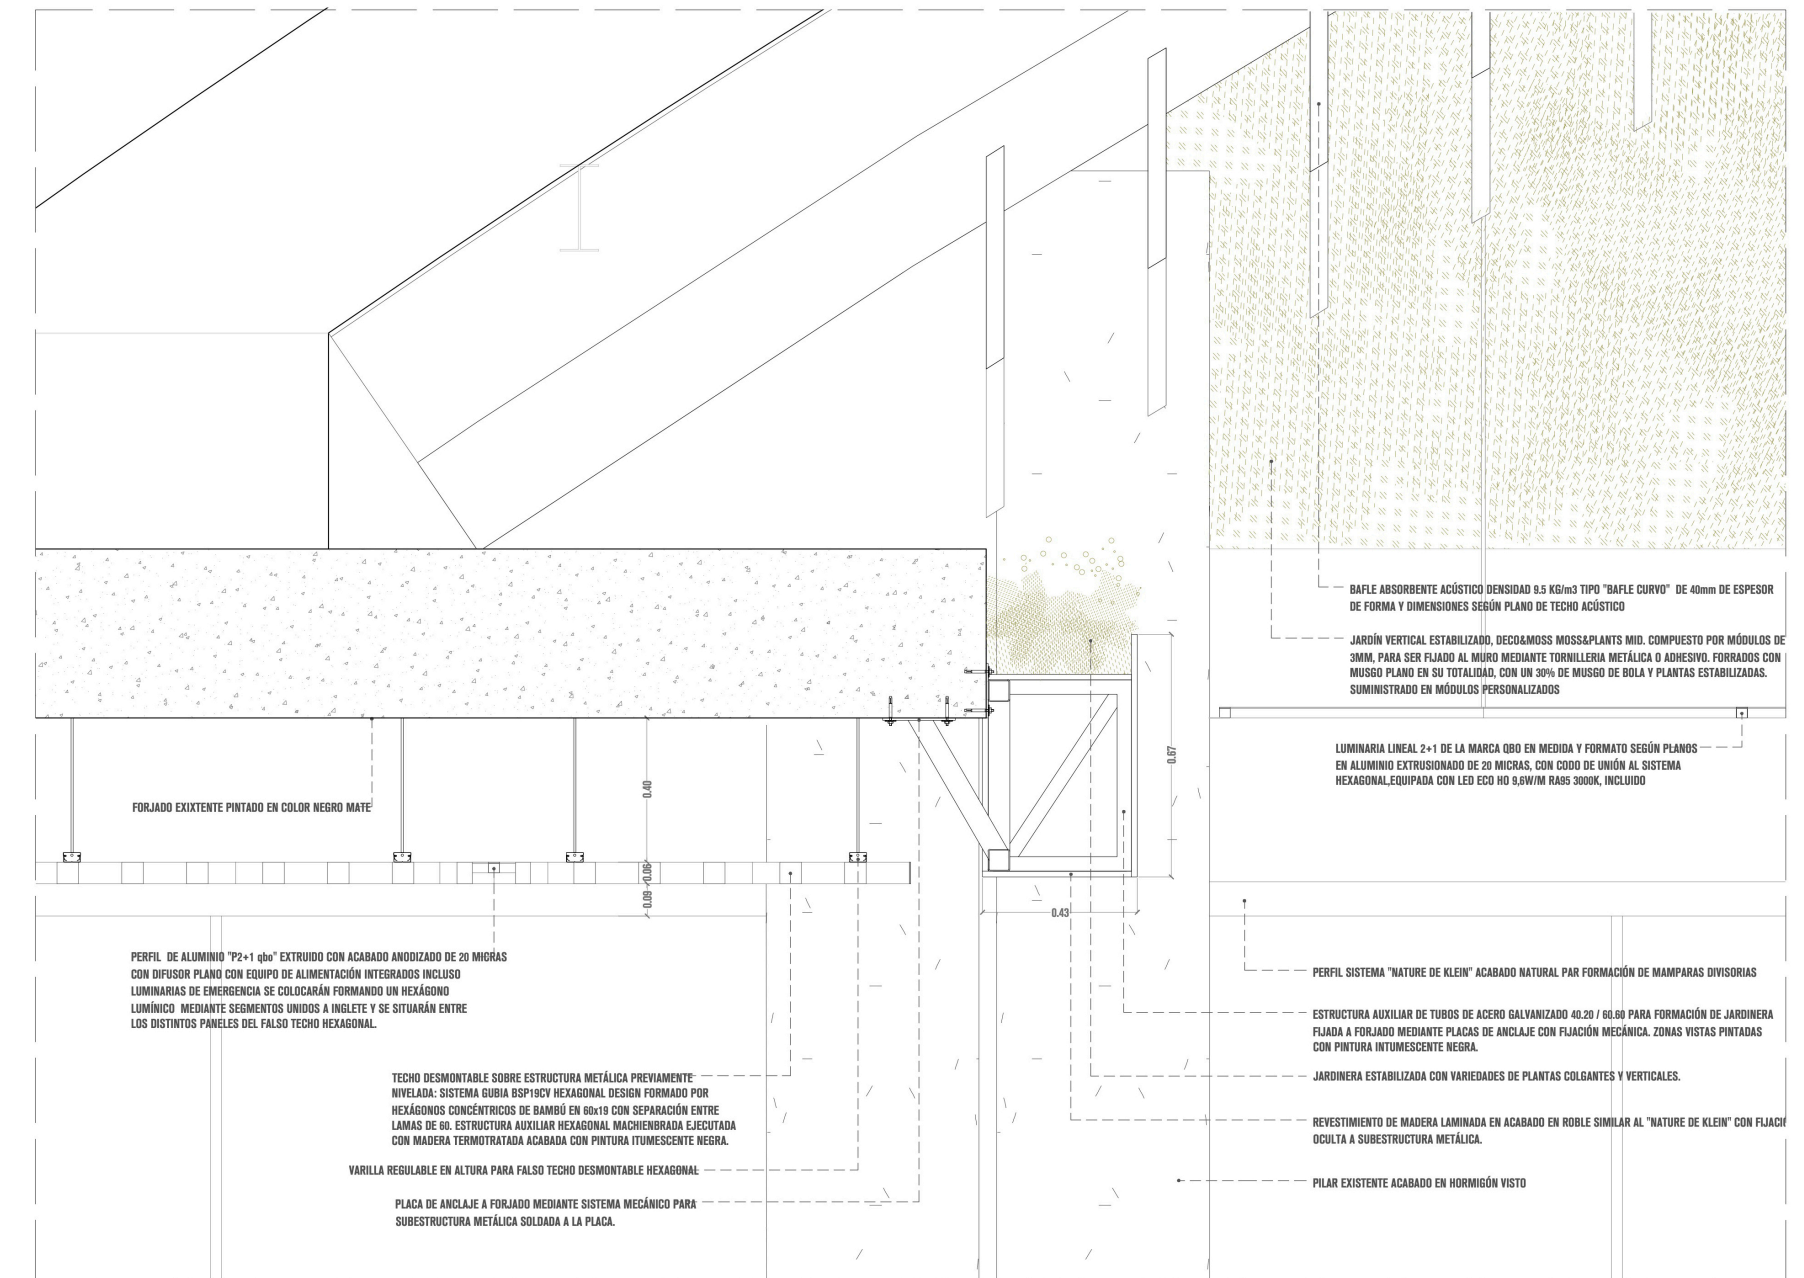 BAFLE ABSORBENTE ACÚSTICO DENSIDAD 9.5 KG/m3 TIPO "BAFLE CURVO" DE 40mm DE ESPESOR
DE FORMA Y DIMENSIONES SEGÚN PLANO DE TECHO ACÚSTICO
JARDÍN VERTICAL ESTABILIZADO, DECO&MOSS MOSS&PLANTS MID. COMPUESTO POR MÓDULOS DE
3MM, PARA SER FIJADO AL MURO MEDIANTE TORNILLERIA METÁLICA O ADHESIVO. FORRADOS CON
MUSGO PLANO EN SU TOTALIDAD, CON UN 30% DE MUSGO DE BOLA Y PLANTAS ESTABILIZADAS.
SUMINISTRADO EN MÓDULOS PERSONALIZADOS
LUMINARIA LINEAL 2+1 DE LA MARCA QBO EN MEDIDA Y FORMATO SEGÚN PLANOS
EN ALUMINIO EXTRUSIONADO DE 20 MICRAS, CON CODO DE UNIÓN AL SISTEMA
HEXAGONAL,EQUIPADA CON LED ECO HO 9,6W/M RA95 3000K, INCLUIDO
0.67
0.40
FORJADO EXIXTENTE PINTADO EN COLOR NEGRO MATE
0.06
0.09
0.43
PERFIL DE ALUMINIO "P2+1 qbo" EXTRUIDO CON ACABADO ANODIZADO DE 20 MICRAS
CON DIFUSOR PLANO CON EQUIPO DE ALIMENTACIÓN INTEGRADOS INCLUSO
LUMINARIAS DE EMERGENCIA SE COLOCARÁN FORMANDO UN HEXÁGONO
LUMÍNICO MEDIANTE SEGMENTOS UNIDOS A INGLETE Y SE SITUARÁN ENTRE
LOS DISTINTOS PANELES DEL FALSO TECHO HEXAGONAL.
PERFIL SISTEMA "NATURE DE KLEIN" ACABADO NATURAL PAR FORMACIÓN DE MAMPARAS DIVISORIAS
ESTRUCTURA AUXILIAR DE TUBOS DE ACERO GALVANIZADO 40.20 / 60.60 PARA FORMACIÓN DE JARDINERA
FIJADA A FORJADO MEDIANTE PLACAS DE ANCLAJE CON FIJACIÓN MECÁNICA. ZONAS VISTAS PINTADAS
CON PINTURA INTUMESCENTE NEGRA.
JARDINERA ESTABILIZADA CON VARIEDADES DE PLANTAS COLGANTES Y VERTICALES.
TECHO DESMONTABLE SOBRE ESTRUCTURA METÁLICA PREVIAMENTE
NIVELADA: SISTEMA GUBIA BSP19CV HEXAGONAL DESIGN FORMADO POR
HEXÁGONOS CONCÉNTRICOS DE BAMBÚ EN 60x19 CON SEPARACIÓN ENTRE
LAMAS DE 60. ESTRUCTURA AUXILIAR HEXAGONAL MACHIENBRADA EJECUTADA
CON MADERA TERMOTRATADA ACABADA CON PINTURA ITUMESCENTE NEGRA.
REVESTIMIENTO DE MADERA LAMINADA EN ACABADO EN ROBLE SIMILAR AL "NATURE DE KLEIN" CON FIJACI
OCULTA A SUBESTRUCTURA METÁLICA.
VARILLA REGULABLE EN ALTURA PARA FALSO TECHO DESMONTABLE HEXAGONAL
PILAR EXISTENTE ACABADO EN HORMIGÓN VISTO
PLACA DE ANCLAJE A FORJADO MEDIANTE SISTEMA MECÁNICO PARA
SUBESTRUCTURA METÁLICA SOLDADA A LA PLACA.